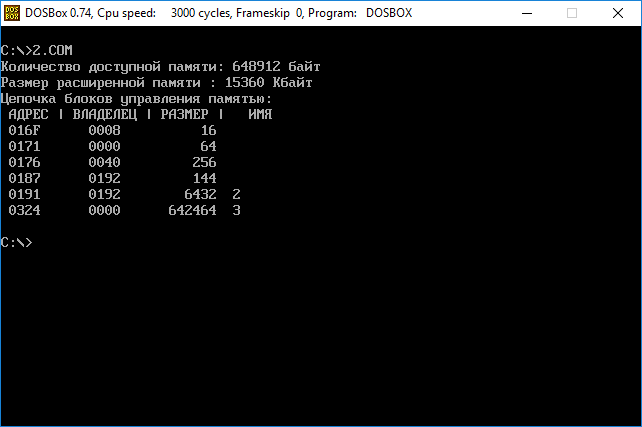 DOS
BOX
DOSBox 0.74, Cpu speed: 3000 cycles, Frameskip 0, Program: DOSBOX
C:\>2.COM
Количество доступной памяти: 648912 байт
Размер расширенной памяти : 15360 Кбайт
Цепочка блоков управления памятью:
АДРЕС | ВЛАДЕЛЕЦ | РАЗМЕР | ИМЯ
016F 0008 16
0171 0000 64
0176 0040 256
0187 0192 144
0191 0192 6432 2
0324 0000 642464 3
C:\>